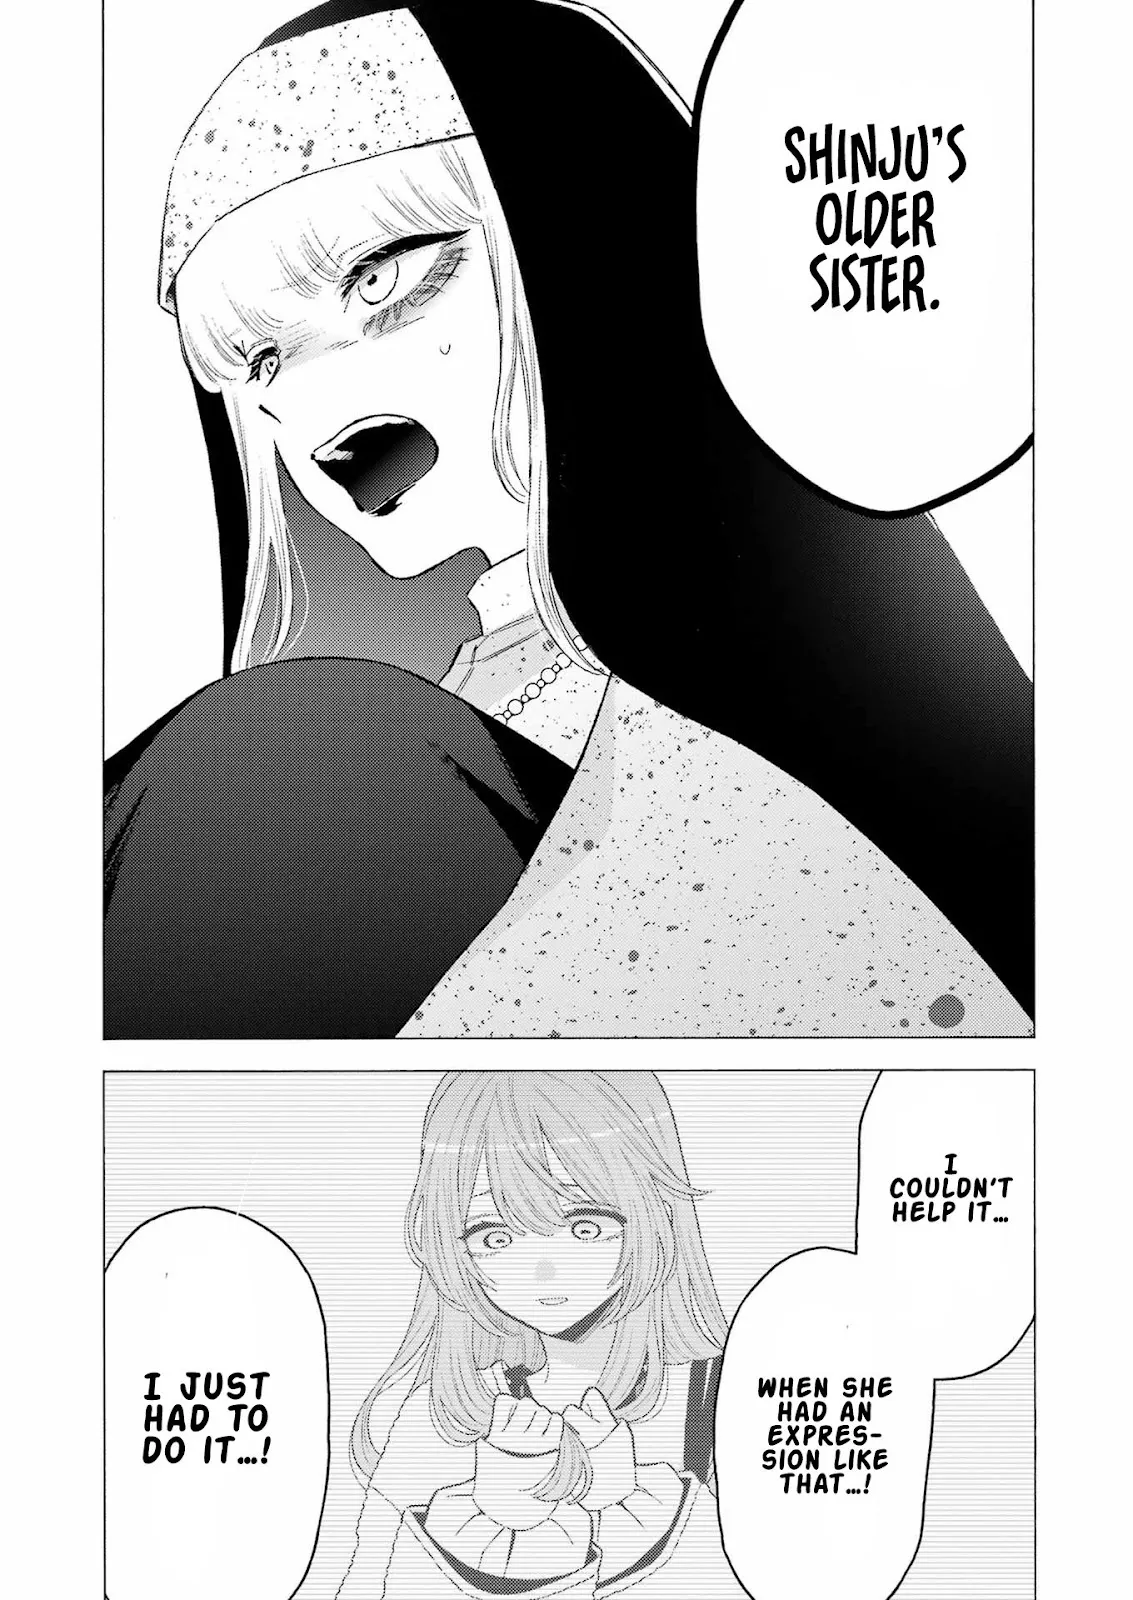 SHINJU'S
OLDER
SISTER.
I
COULDN'T
HELP IT...
WHEN SHE
HAD AN
EXPRES-
SION LIKE
THAT...!
I JUST
HAD TO
DO IT...!